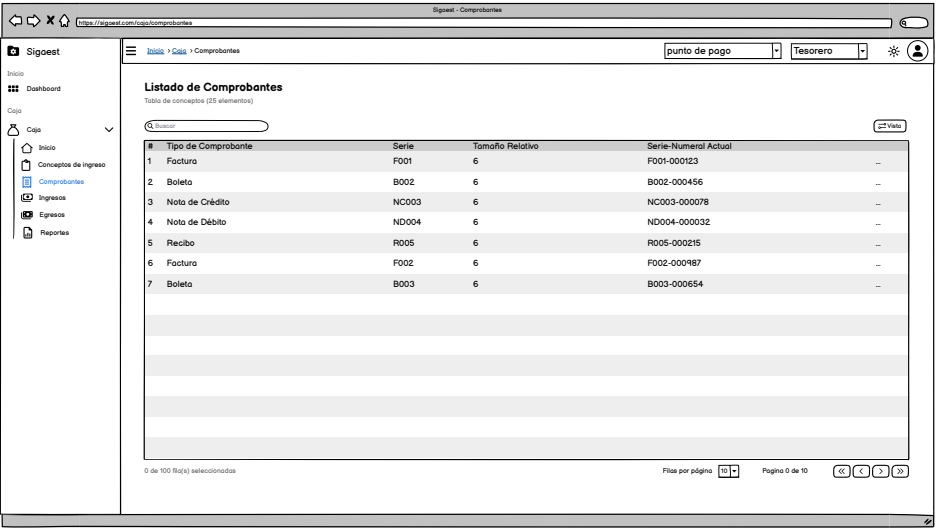 Sigaest - Comprobantes
https://sigaest.com/caja/comprobantes
Sigaest
Inicio > Caja > Comprobantes
punto de pago
Tesorero
Inicio
Dashboard
Caja
Caja
Inicio
Conceptos de ingreso
Comprobantes
Ingresos
Egresos
Reportes
Listado de Comprobantes
Tabla de conceptos (25 elementos)
Buscar
Vista
# Tipo de Comprobante Serie Tamaño Relativo Serie-Numeral Actual
1 Factura F001 6 F001-000123 ...
2 Boleta B002 6 B002-000456 ...
3 Nota de Crédito NC003 6 NC003-000078 ...
4 Nota de Débito ND004 6 ND004-000032 ...
5 Recibo R005 6 R005-000215 ...
6 Factura F002 6 F002-000987 ...
7 Boleta B003 6 B003-000654 ...
0 de 100 fila(s) seleccionadas
Filas por página 10 Pagina 0 de 10